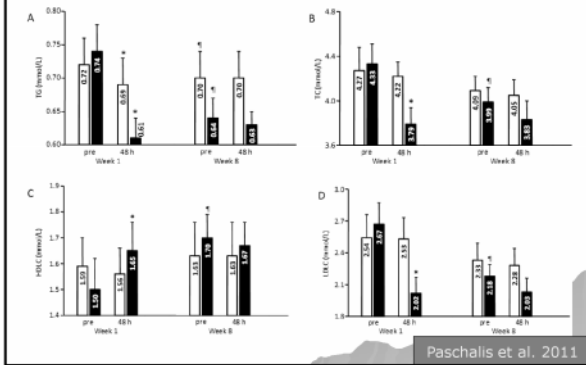 A
TG (mmol/L)
0.80
0.75
0.70
0.65
0.60
0.72
0.74
*
0.69
*
0.61
¶
0.70
¶
0.64
0.70
0.63
pre
48 h
pre
48 h
Week 1
Week 8
B
TC (mmol/L)
4.8
4.4
4.0
3.6
4.27
4.33
4.22
*
3.79
4.09
¶
3.99
4.05
3.83
pre
48 h
pre
48 h
Week 1
Week 8
C
HDLC (mmol/L)
1.9
1.8
1.7
1.6
1.5
1.4
1.59
1.50
1.56
*
1.65
1.63
¶
1.70
1.63
1.67
pre
48 h
pre
48 h
Week 1
Week 8
D
LDLC (mmol/L)
3.0
2.6
2.2
1.8
2.54
2.67
2.53
*
2.02
2.33
¶
2.18
2.28
2.03
pre
48 h
pre
48 h
Week 1
Week 8
Paschalis et al. 2011